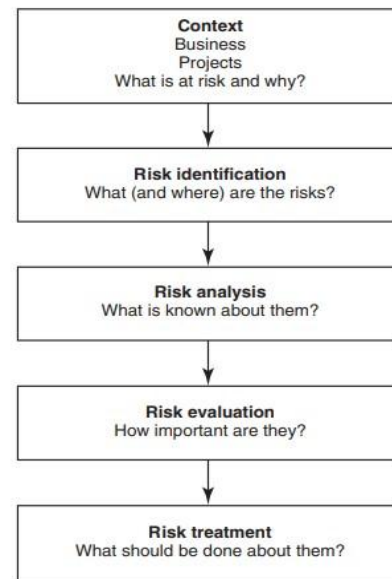 Context
Business
Projects
What is at risk and why?
Risk identification
What (and where) are the risks?
Risk analysis
What is known about them?
Risk evaluation
How important are they?
Risk treatment
What should be done about them?